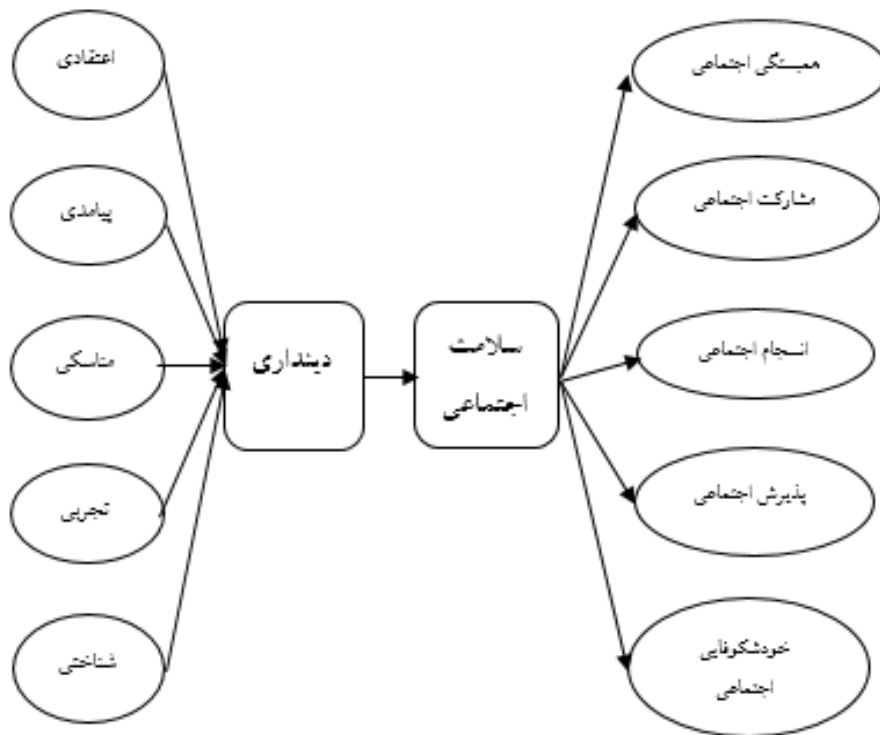 اعتقادی
پیامدی
مناسکی
تجربی
شناختی
دینداری
سلامت
اجتماعی
همبستگی اجتماعی
مشارکت اجتماعی
انسجام اجتماعی
پذیرش اجتماعی
خودشکوفایی
اجتماعی